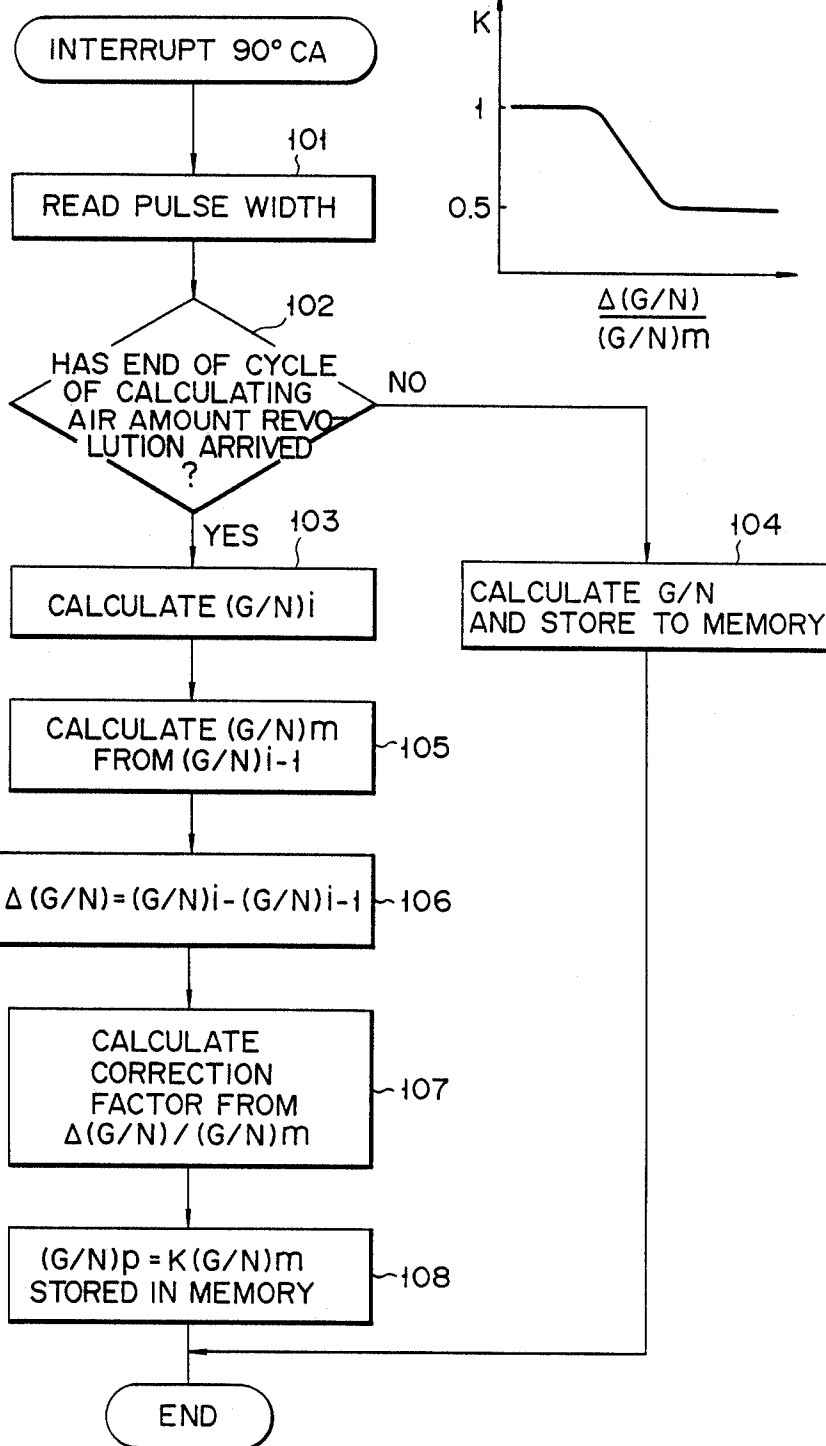 INTERRUPT 90° CA
101
READ PULSE WIDTH
102
HAS END OF CYCLE
OF CALCULATING
AIR AMOUNT REVO-
LUTION ARRIVED
?
NO
YES
103
CALCULATE (G/N)i
104
CALCULATE G/N
AND STORE TO MEMORY
CALCULATE (G/N)m
FROM (G/N)i-1
105
Δ(G/N)=(G/N)i-(G/N)i-1
106
CALCULATE
CORRECTION
FACTOR FROM
Δ(G/N)/(G/N)m
107
(G/N)p=K(G/N)m
STORED IN MEMORY
108
END
K
1
0.5
Δ(G/N)
(G/N)m